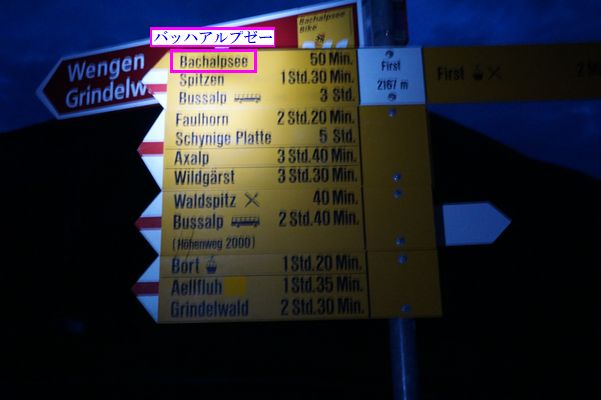 Bachalpsee
Bike
バッハアルプゼー
Wengen
Grindelw
Bachalpsee 50 Min.
Spitzen 1 Std. 30 Min.
Bussalp 3 Std.
First
2167 m
First
Faulhorn 2 Std. 20 Min.
Schynige Platte 5 Std.
Axalp 3 Std. 40 Min.
Wildgärst 3 Std. 30 Min.
Waldspitz 40 Min.
Bussalp 2 Std. 40 Min.
(Höhenweg 2000)
Bort 1 Std. 20 Min.
Aellfluh 1 Std. 35 Min.
Grindelwald 2 Std. 30 Min.